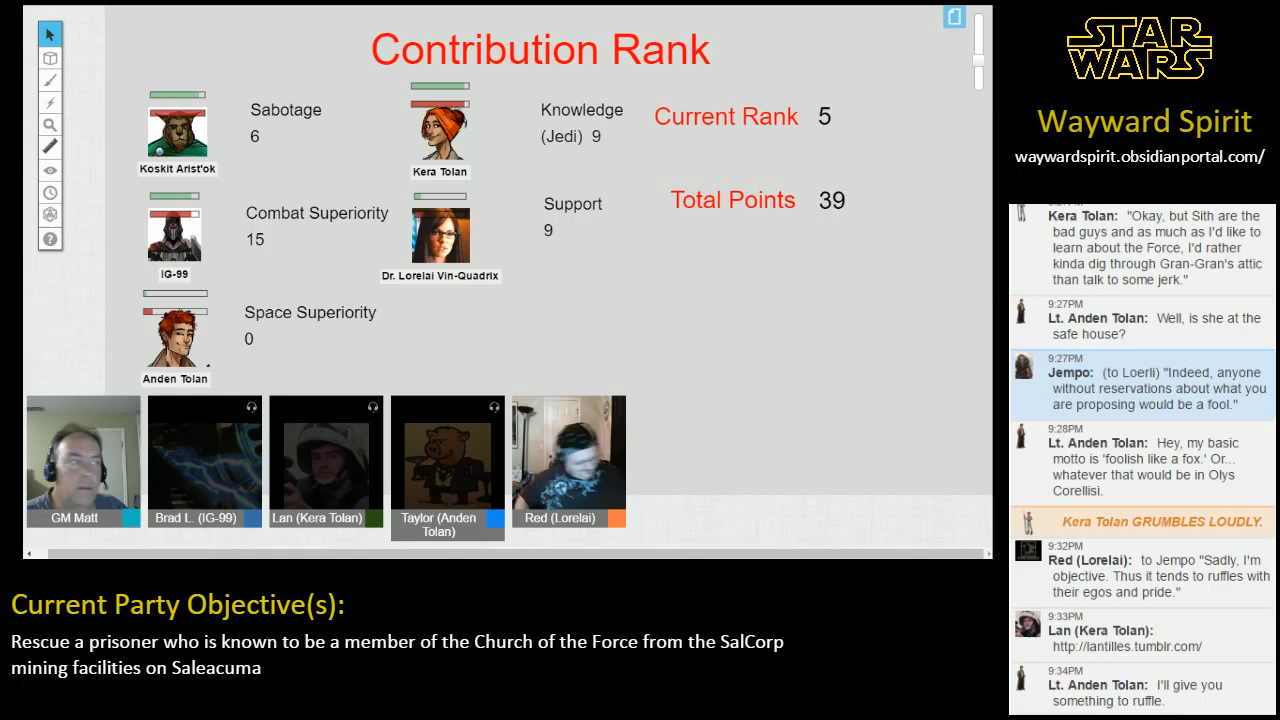 Contribution Rank
Sabotage
6
Koskit Arist'ok
Knowledge
(Jedi) 9
Kera Tolan
Current Rank 5
Combat Superiority
15
IG-99
Support
9
Dr. Lorelai Vin-Quadrix
Total Points 39
Space Superiority
0
Anden Tolan
GM Matt
Brad L. (IG-99)
Lan (Kera Tolan)
Taylor (Anden
Tolan)
Red (Lorelai)
Current Party Objective(s):
Rescue a prisoner who is known to be a member of the Church of the Force from the SalCorp
mining facilities on Saleacuma
STAR
WARS
Wayward Spirit
waywardspirit.obsidianportal.com/
Kera Tolan: "Okay, but Sith are the
bad guys and as much as I'd like to
learn about the Force, I'd rather
kinda dig through Gran-Gran's attic
than talk to some jerk."
9:27PM
Lt. Anden Tolan: Well, is she at the
safe house?
9:27PM
Jempo: (to Loerli) "Indeed, anyone
without reservations about what you
are proposing would be a fool."
9:28PM
Lt. Anden Tolan: Hey, my basic
motto is 'foolish like a fox.' Or...
whatever that would be in Olys
Corellisi.
Kera Tolan GRUMBLES LOUDLY.
9:32PM
Red (Lorelai): to Jempo "Sadly, I'm
objective. Thus it tends to ruffles with
their egos and pride."
9:33PM
Lan (Kera Tolan):
http://lantilles.tumblr.com/
9:34PM
Lt. Anden Tolan: I'll give you
something to ruffle.